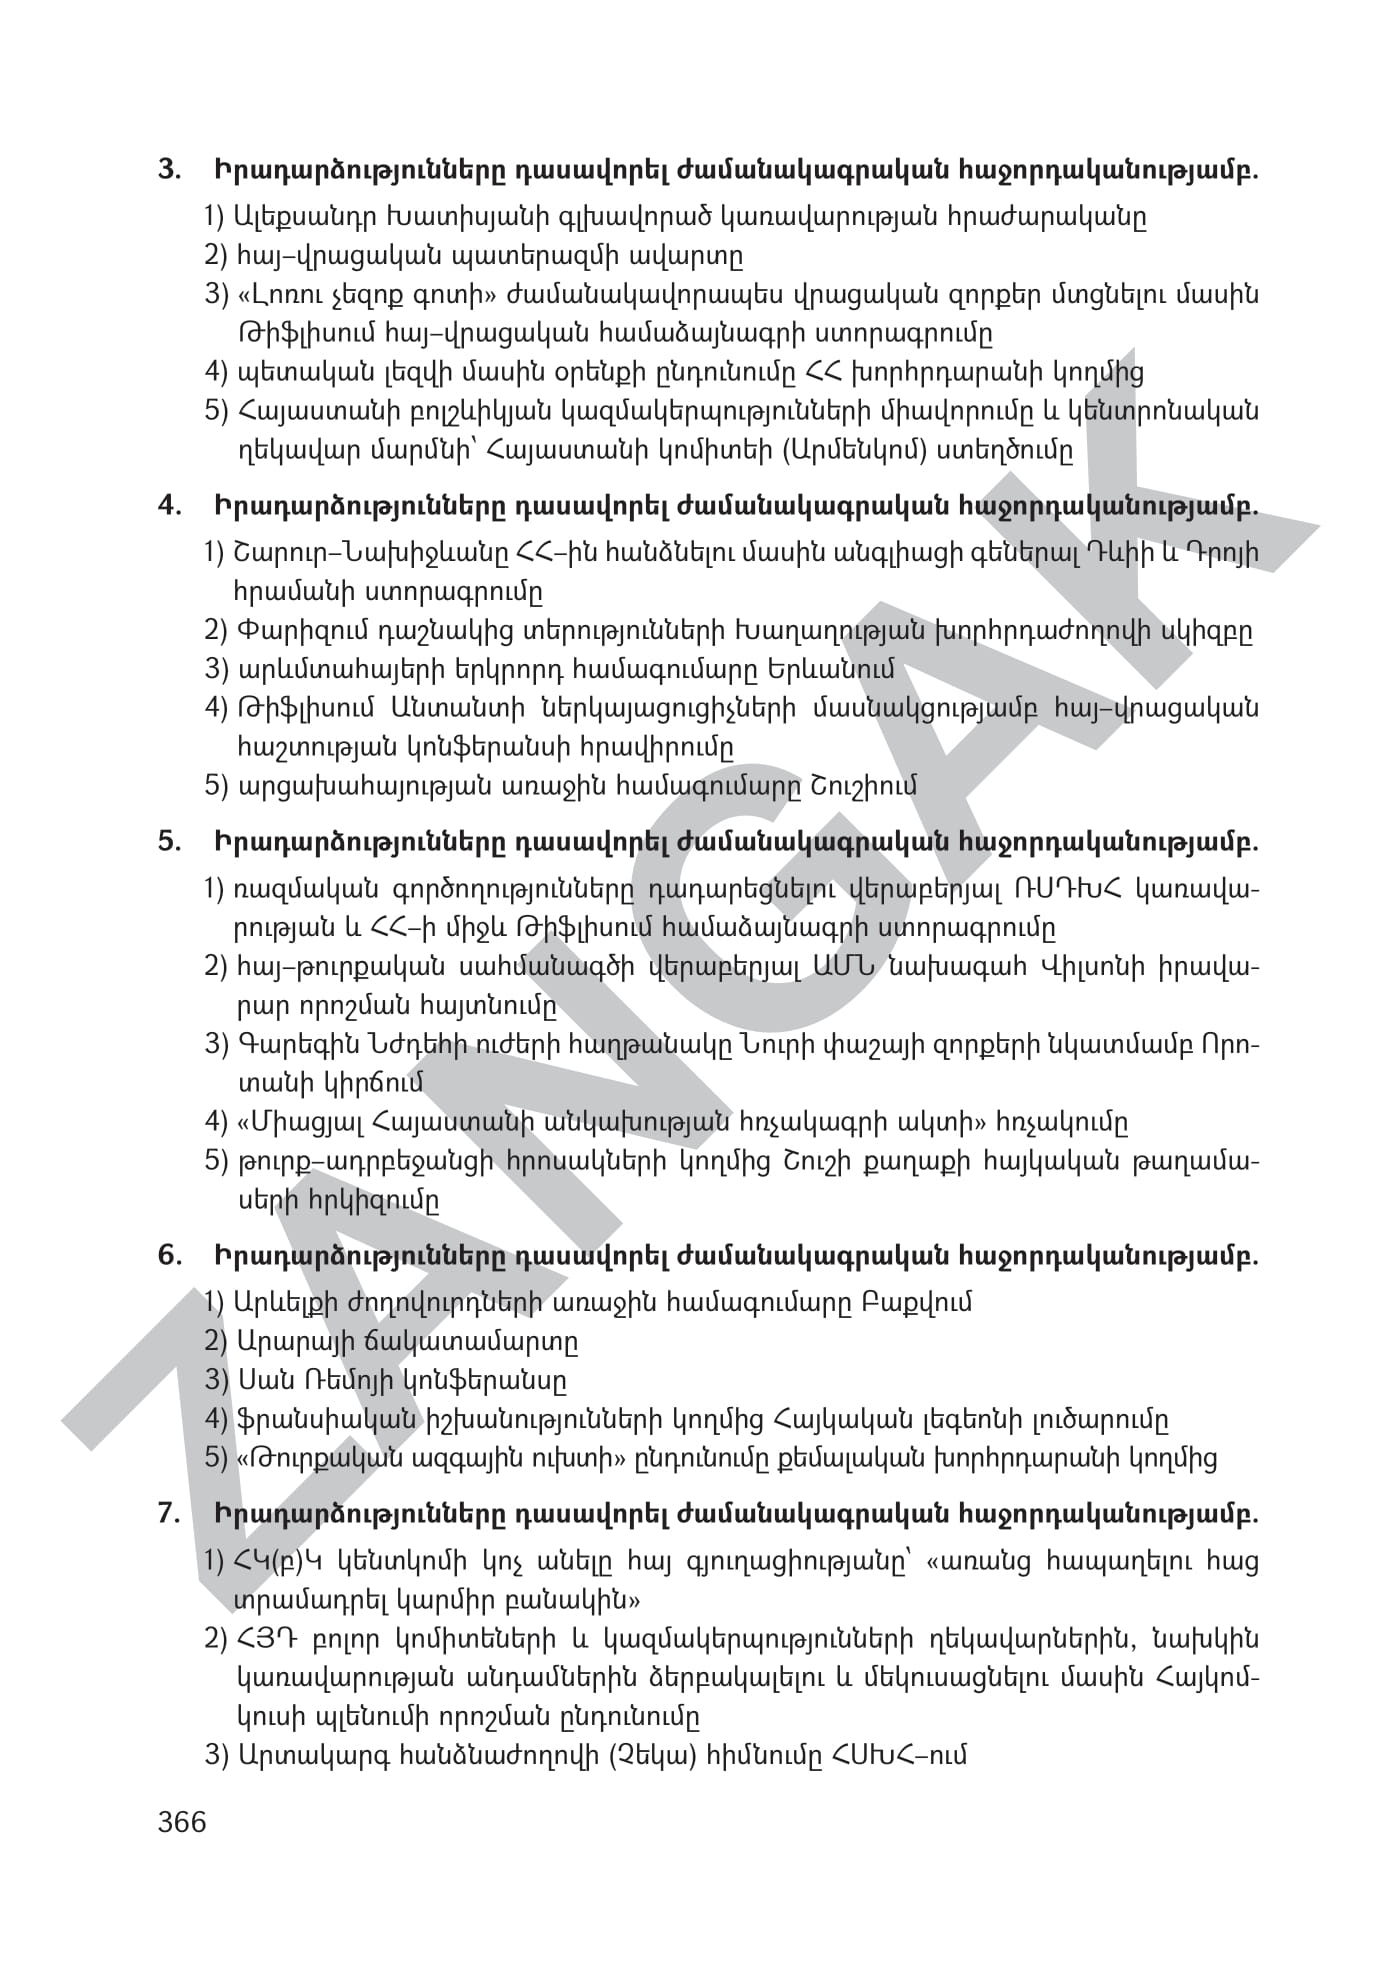 3. Իրադարձությունները դասավորել ժամանակագրական հաջորդականությամբ.
1) Ալեքսանդր Խատիսյանի գլխավորած կառավարության հրաժարականը
2) հայ–վրացական պատերազմի ավարտը
3) «Լոռու չեզոք գոտի» ժամանակավորապես վրացական զորքեր մտցնելու մասին
Թիֆլիսում հայ–վրացական համաձայնագրի ստորագրումը
4) պետական լեզվի մասին օրենքի ընդունումը ՀՀ խորհրդարանի կողմից
5) Հայաստանի բոլշևիկյան կազմակերպությունների միավորումը և կենտրոնական
ղեկավար մարմնի՝ Հայաստանի կոմիտեի (Արմենկոմ) ստեղծումը
4. Իրադարձությունները դասավորել ժամանակագրական հաջորդականությամբ.
1) Շարուր–Նախիջևանը ՀՀ–ին հանձնելու մասին անգլիացի գեներալ Դևիի և Դրոյի
հրամանի ստորագրումը
2) Փարիզում դաշնակից տերությունների Խաղաղության խորհրդաժողովի սկիզբը
3) արևմտահայերի երկրորդ համագումարը Երևանում
4) Թիֆլիսում Անտանտի ներկայացուցիչների մասնակցությամբ հայ–վրացական
հաշտության կոնֆերանսի հրավիրումը
5) արցախահայության առաջին համագումարը Շուշիում
5. Իրադարձությունները դասավորել ժամանակագրական հաջորդականությամբ.
1) ռազմական գործողությունները դադարեցնելու վերաբերյալ ՌՍԴԽՀ կառավա-
րության և ՀՀ–ի միջև Թիֆլիսում համաձայնագրի ստորագրումը
2) հայ–թուրքական սահմանագծի վերաբերյալ ԱՄՆ նախագահ Վիլսոնի իրավա-
րար որոշման հայտնումը
3) Գարեգին Նժդեհի ուժերի հաղթանակը Նուրի փաշայի զորքերի նկատմամբ Որո-
տանի կիրճում
4) «Միացյալ Հայաստանի անկախության հռչակագրի ակտի» հռչակումը
5) թուրք–ադրբեջանցի հրոսակների կողմից Շուշի քաղաքի հայկական թաղամա-
սերի հրկիզումը
6. Իրադարձությունները դասավորել ժամանակագրական հաջորդականությամբ.
1) Արևելքի ժողովուրդների առաջին համագումարը Բաքվում
2) Արարայի ճակատամարտը
3) Սան Ռեմոյի կոնֆերանսը
4) ֆրանսիական իշխանությունների կողմից Հայկական լեգեոնի լուծարումը
5) «Թուրքական ազգային ուխտի» ընդունումը քեմալական խորհրդարանի կողմից
7. Իրադարձությունները դասավորել ժամանակագրական հաջորդականությամբ.
1) ՀԿ(բ)Կ կենտկոմի կոչ անելը հայ գյուղացիությանը՝ «առանց հապաղելու հաց
տրամադրել կարմիր բանակին»
2) ՀՅԴ բոլոր կոմիտեների և կազմակերպությունների ղեկավարներին, նախկին
կառավարության անդամներին ձերբակալելու և մեկուսացնելու մասին Հայկոմ-
կուսի պլենումի որոշման ընդունումը
3) Արտակարգ հանձնաժողովի (Չեկա) հիմնումը ՀՍԽՀ–ում
366
ZANGAK